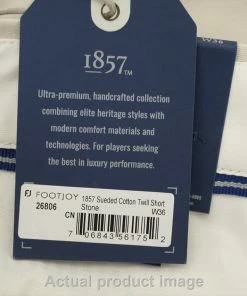 1857™
W36
Ultra-premium, handcrafted collection
combining elite heritage styles with
modern comfort materials and
technologies. For players seeking
the best in luxury performance.
FJ FOOTJOY
1857 Sueded Cotton Twill Short
26806
Stone
CN
W36
7 06843 56175 2
Actual product image